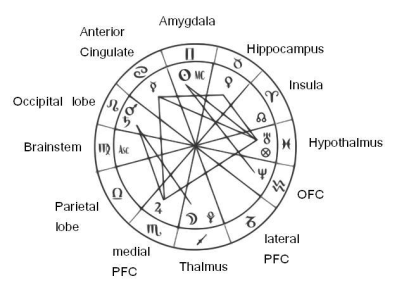 Amygdala
Anterior
Cingulate
Hippocampus
Insula
Occipital lobe
Brainstem
Hypothalmus
OFC
Parietal
lobe
lateral
PFC
medial
PFC
Thalmus
MC
Asc